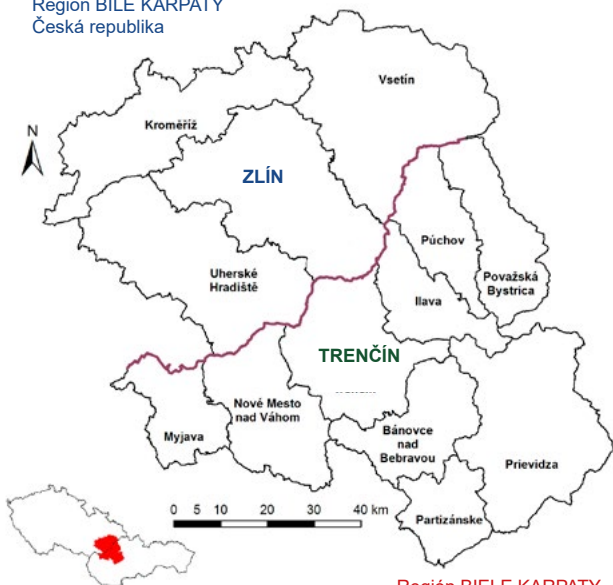 Region BÍLÉ KARPATY
Česká republika
Vsetín
Kroměříž
N
ZLÍN
Púchov
Uherské
Hradiště
Považská
Bystrica
Ilava
TRENČÍN
Nové Mesto
nad Váhom
Myjava
Bánovce
nad
Bebravou
Prievidza
Partizánske
0 5 10 20 30 40 km
Región BIELE KARPATY